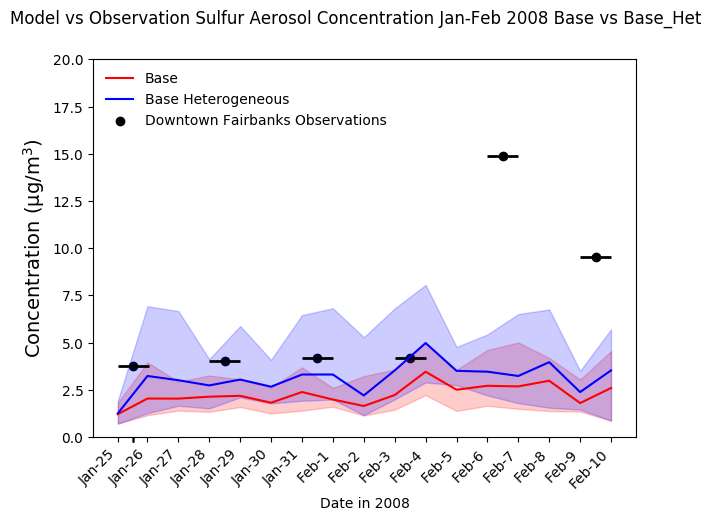 Model vs Observation Sulfur Aerosol Concentration Jan-Feb 2008 Base vs Base_Het
20.0
17.5
15.0
12.5
10.0
7.5
5.0
2.5
0.0
Concentration (µg/m³)
Base
Base Heterogeneous
Downtown Fairbanks Observations
Jan-25
Jan-26
Jan-27
Jan-28
Jan-29
Jan-30
Jan-31
Feb-1
Feb-2
Feb-3
Feb-4
Feb-5
Feb-6
Feb-7
Feb-8
Feb-9
Feb-10
Date in 2008